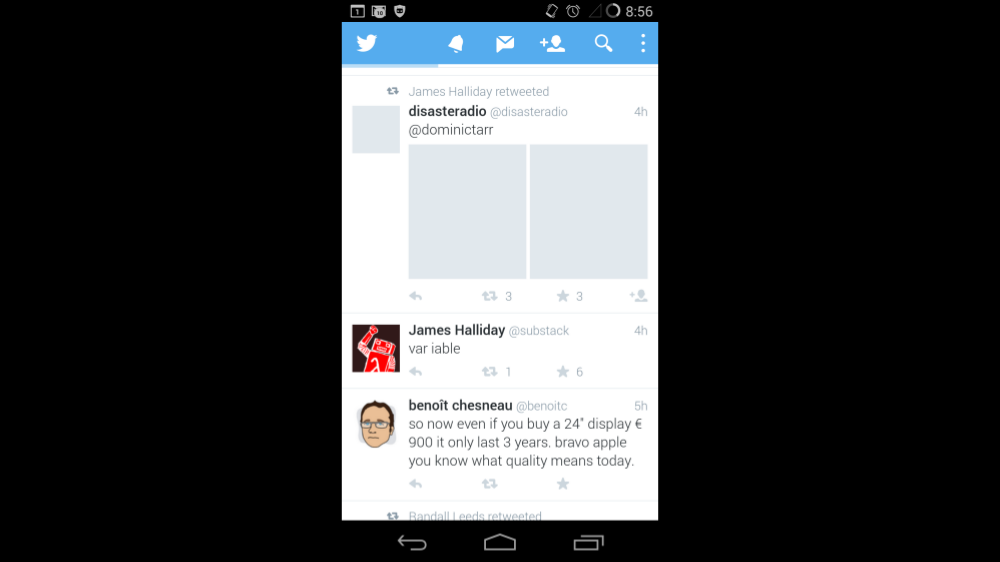 1
10
8:56
James Halliday retweeted
disasteradio @disasteradio 4h
@dominictarr
3 3
James Halliday @substack 4h
var iable
1 6
benoît chesneau @benoitc 5h
so now even if you buy a 24" display €
900 it only last 3 years. bravo apple
you know what quality means today.
Randall Leeds retweeted